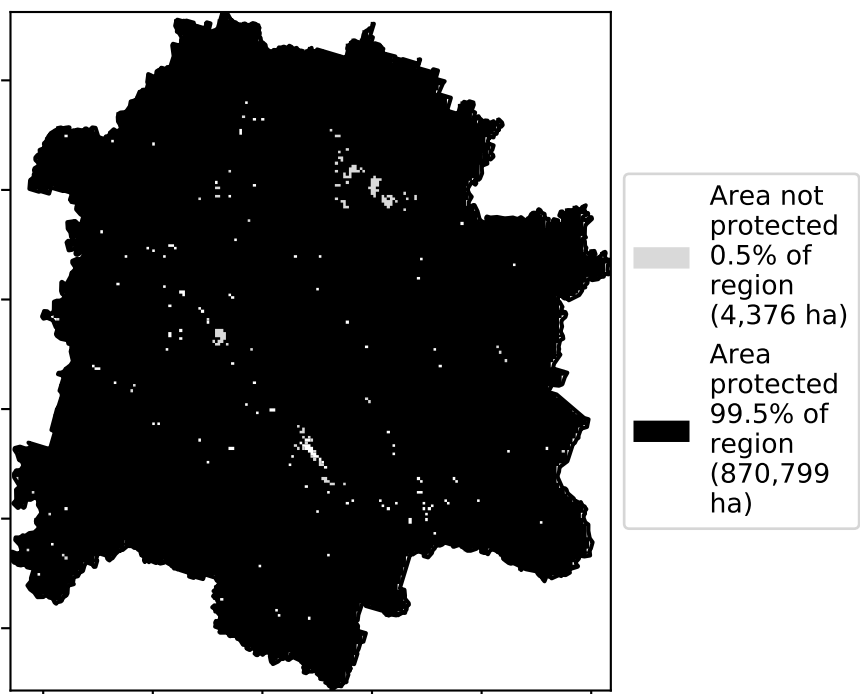 Area not
protected
0.5% of
region
(4,376 ha)
Area
protected
99.5% of
region
(870,799
ha)